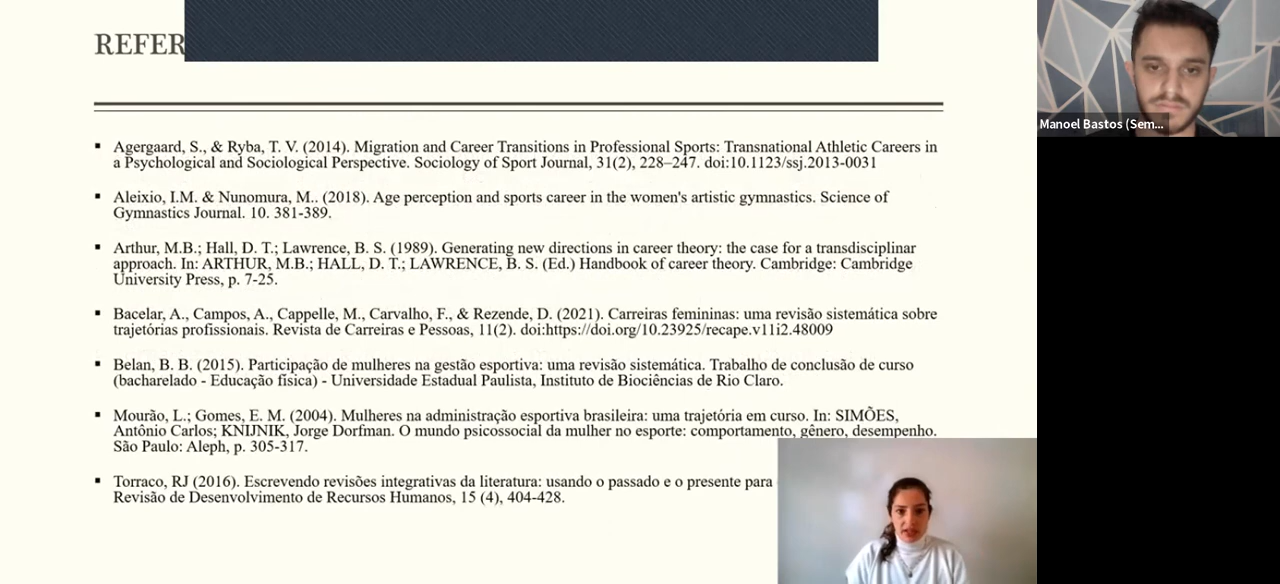 REFER
▪ Agergaard, S., & Ryba, T. V. (2014). Migration and Career Transitions in Professional Sports: Transnational Athletic Careers in
a Psychological and Sociological Perspective. Sociology of Sport Journal, 31(2), 228–247. doi:10.1123/ssj.2013-0031
▪ Aleixio, I.M. & Nunomura, M.. (2018). Age perception and sports career in the women's artistic gymnastics. Science of
Gymnastics Journal. 10. 381-389.
▪ Arthur, M.B.; Hall, D. T.; Lawrence, B. S. (1989). Generating new directions in career theory: the case for a transdisciplinar
approach. In: ARTHUR, M.B.; HALL, D. T.; LAWRENCE, B. S. (Ed.) Handbook of career theory. Cambridge: Cambridge
University Press, p. 7-25.
▪ Bacelar, A., Campos, A., Cappelle, M., Carvalho, F., & Rezende, D. (2021). Carreiras femininas: uma revisão sistemática sobre
trajetórias profissionais. Revista de Carreiras e Pessoas, 11(2). doi:https://doi.org/10.23925/recape.v11i2.48009
▪ Belan, B. B. (2015). Participação de mulheres na gestão esportiva: uma revisão sistemática. Trabalho de conclusão de curso
(bacharelado - Educação física) - Universidade Estadual Paulista, Instituto de Biociências de Rio Claro.
▪ Mourão, L.; Gomes, E. M. (2004). Mulheres na administração esportiva brasileira: uma trajetória em curso. In: SIMÕES,
Antônio Carlos; KNIJNIK, Jorge Dorfman. O mundo psicossocial da mulher no esporte: comportamento, gênero, desempenho.
São Paulo: Aleph, p. 305-317.
▪ Torraco, RJ (2016). Escrevendo revisões integrativas da literatura: usando o passado e o presente para
Revisão de Desenvolvimento de Recursos Humanos, 15 (4), 404-428.
Manoel Bastos (Sem...